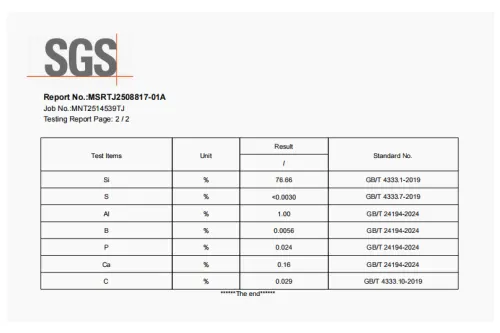 SGS
Report No.:MSRTJ2508817-01A
Job No.:MNT2514539TJ
Testing Report Page: 2 / 2
Test Items Unit Result Standard No.
/
Si % 76.66 GB/T 4333.1-2019
S % <0.0030 GB/T 4333.7-2019
Al % 1.00 GB/T 24194-2024
B % 0.0056 GB/T 24194-2024
P % 0.024 GB/T 24194-2024
Ca % 0.16 GB/T 24194-2024
C % 0.029 GB/T 4333.10-2019
******The end******